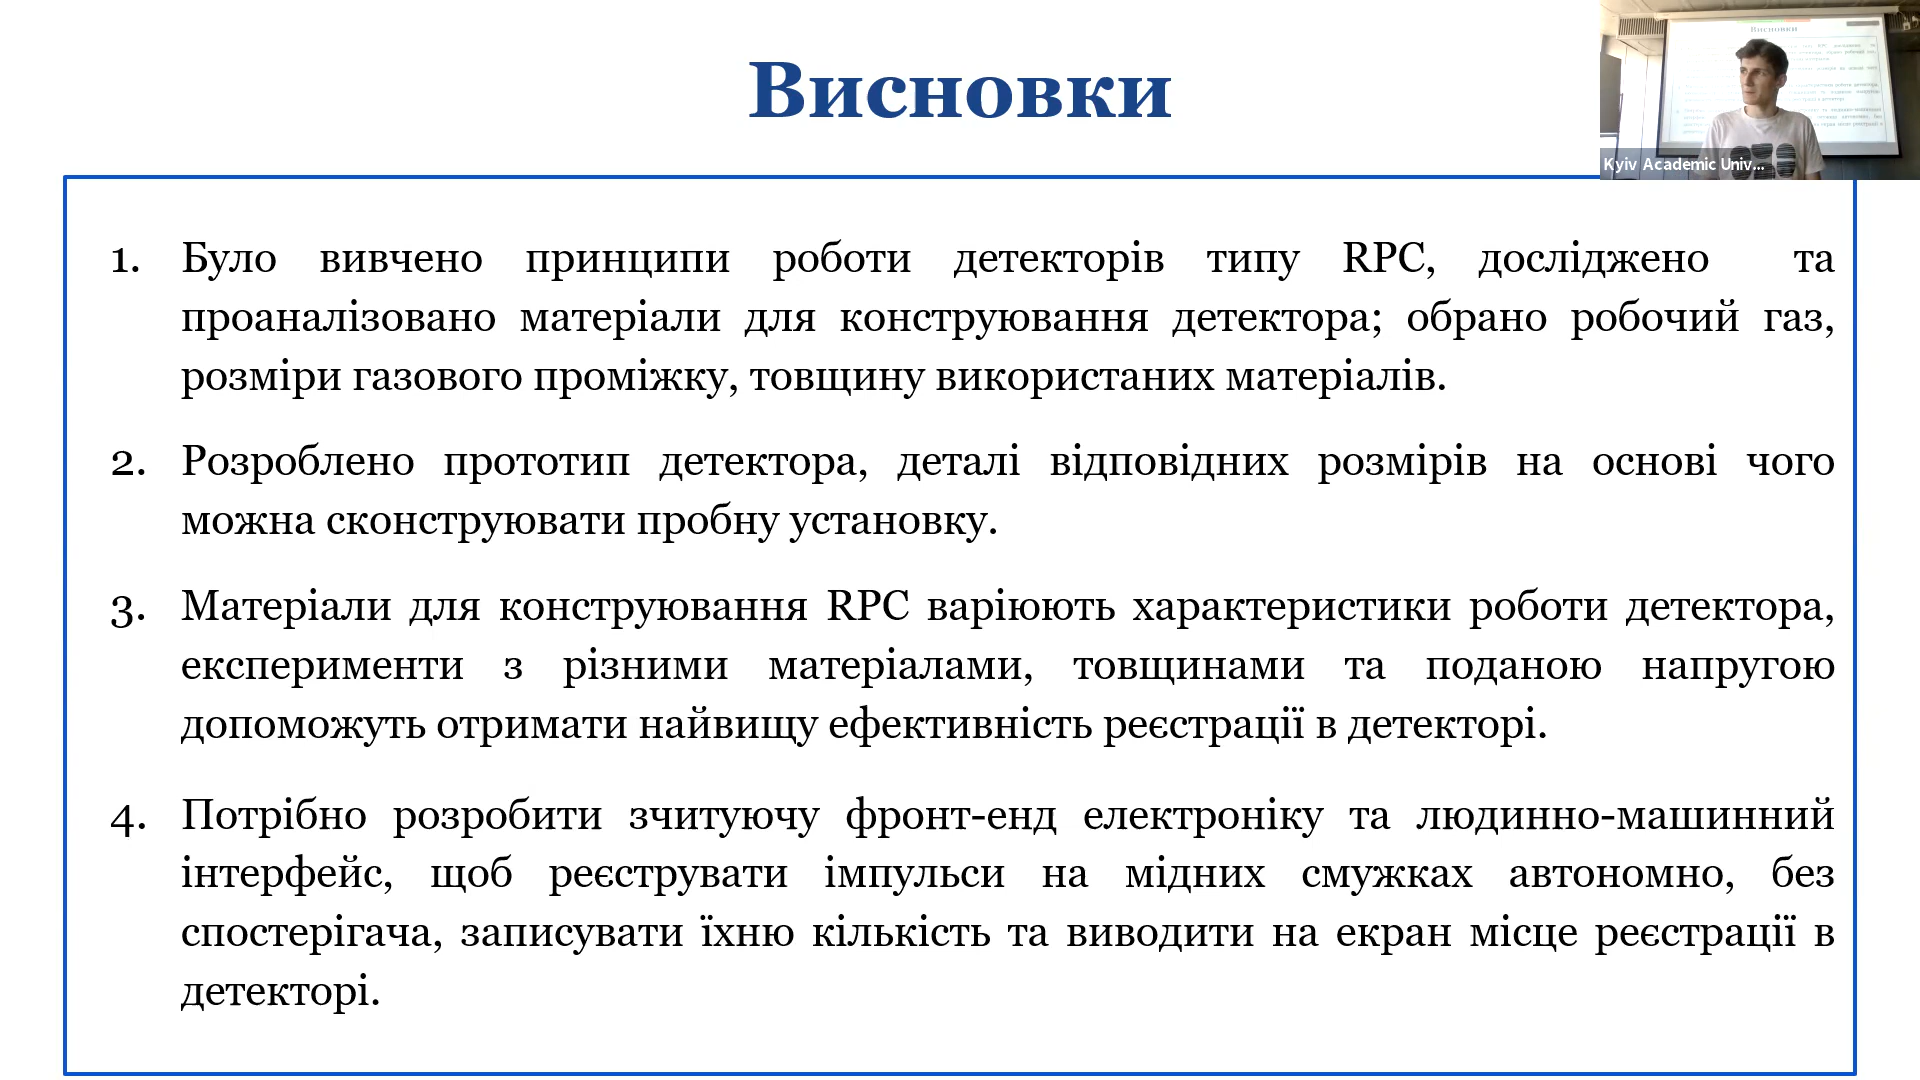 Висновки
Kyiv Academic Univ...
1. Було вивчено принципи роботи детекторів типу RPC, досліджено та
проаналізовано матеріали для конструювання детектора; обрано робочий газ,
розміри газового проміжку, товщину використаних матеріалів.
2. Розроблено прототип детектора, деталі відповідних розмірів на основі чого
можна сконструювати пробну установку.
3. Матеріали для конструювання RPC варіюють характеристики роботи детектора,
експерименти з різними матеріалами, товщинами та поданою напругою
допоможуть отримати найвищу ефективність реєстрації в детекторі.
4. Потрібно розробити зчитуючу фронт-енд електроніку та людинно-машинний
інтерфейс, щоб реєструвати імпульси на мідних смужках автономно, без
спостерігача, записувати їхню кількість та виводити на екран місце реєстрації в
детекторі.